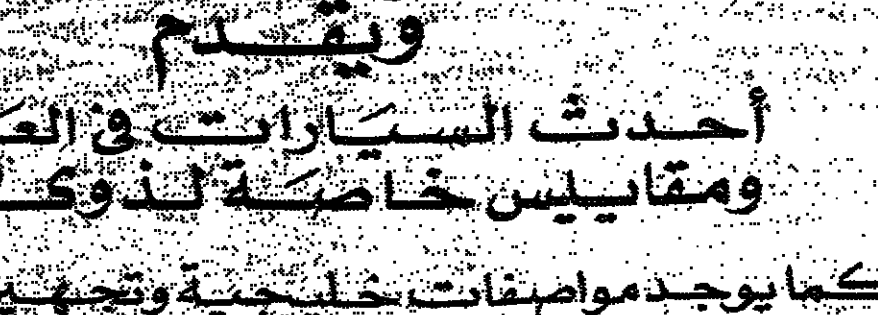 ويقدم
أحدث السيارات في
ومقاييس خاصة
كما يوجد مواصفات خليجية